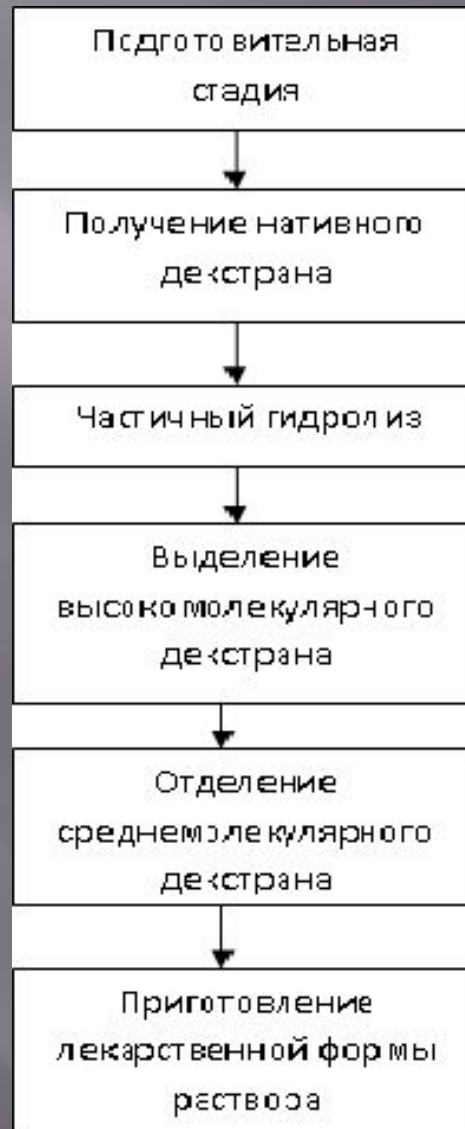 Подготовительная
стадия
Получение нативного
декстрана
Частичный гидролиз
Выделение
высокомолекулярного
декстрана
Отделение
среднемолекулярного
декстрана
Приготовление
лекарственной формы
раствора